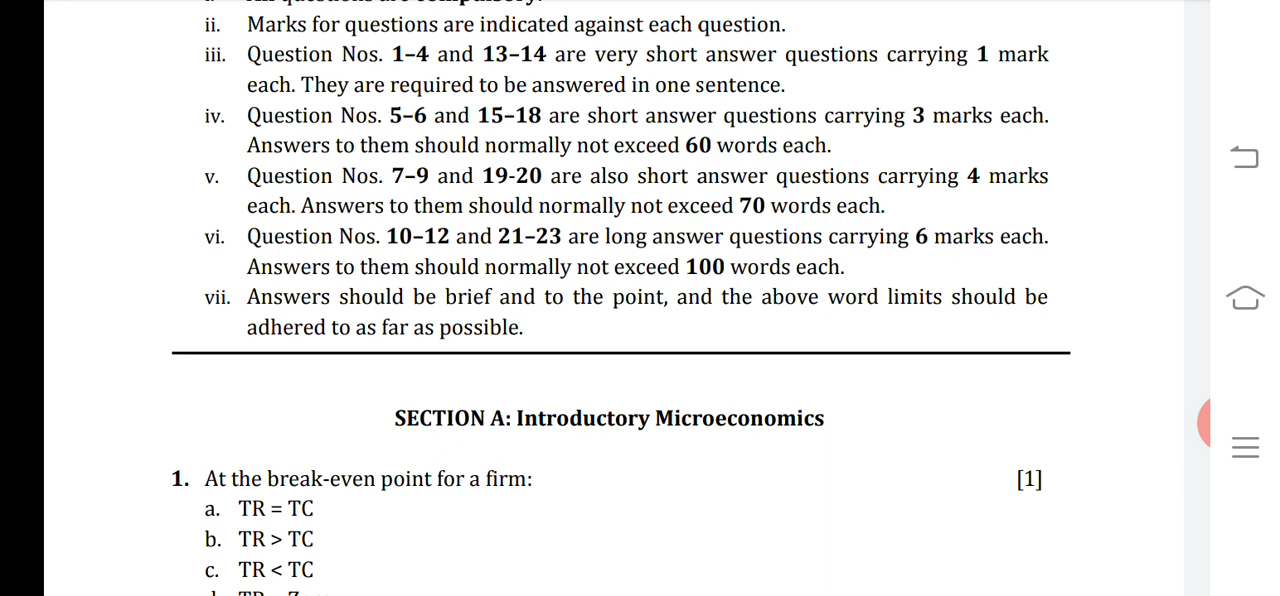 ii. Marks for questions are indicated against each question.
iii. Question Nos. 1–4 and 13–14 are very short answer questions carrying 1 mark
each. They are required to be answered in one sentence.
iv. Question Nos. 5–6 and 15–18 are short answer questions carrying 3 marks each.
Answers to them should normally not exceed 60 words each.
v. Question Nos. 7–9 and 19-20 are also short answer questions carrying 4 marks
each. Answers to them should normally not exceed 70 words each.
vi. Question Nos. 10–12 and 21–23 are long answer questions carrying 6 marks each.
Answers to them should normally not exceed 100 words each.
vii. Answers should be brief and to the point, and the above word limits should be
adhered to as far as possible.
SECTION A: Introductory Microeconomics
1. At the break-even point for a firm: [1]
a. TR = TC
b. TR > TC
c. TR < TC